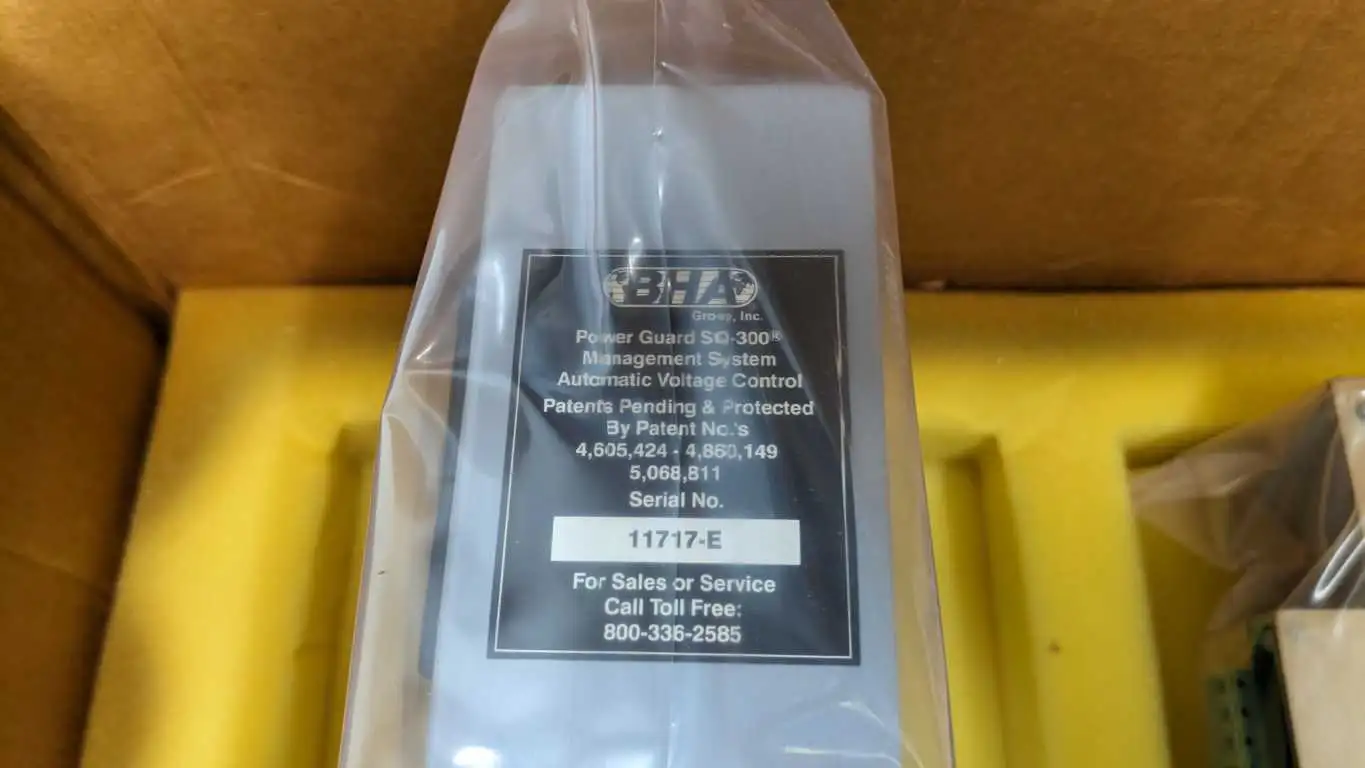 BHA
Group, Inc.
Power Guard SQ-300®
Management System
Automatic Voltage Control
Patents Pending & Protected
By Patent No.'s
4,605,424 - 4,860,149
5,068,811
Serial No.
11717-E
For Sales or Service
Call Toll Free:
800-336-2585